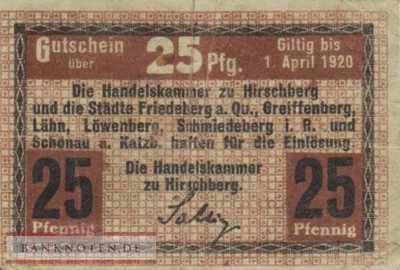 Gutschein über 25 Pfg. Giltig bis 1. April 1920
Die Handelskammer zu Hirschberg
und die Städte Friedeberg a. Qu., Greiffenberg,
Lähn, Löwenberg, Schmiedeberg i. R. und
Schönau a. Katzb. haften für die Einlösung.
Die Handelskammer
zu Hirschberg.
25 Pfennig
25 Pfennig
BANKNOTEN.DE